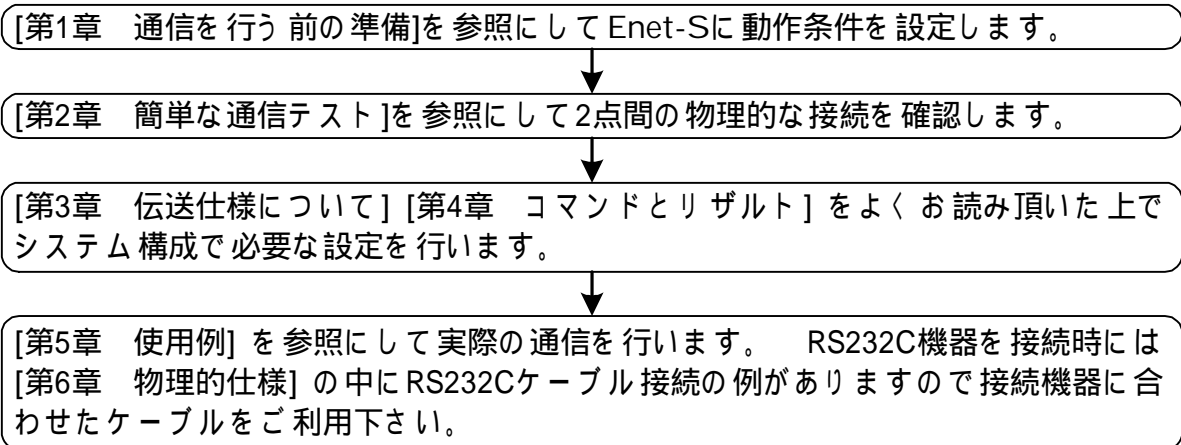 [第1章　通信を行う前の準備]を参照にしてEnet-Sに動作条件を設定します。
[第2章　簡単な通信テスト]を参照にして2点間の物理的な接続を確認します。
[第3章　伝送仕様について] [第4章　コマンドとリザルト] をよくお読み頂いた上で
システム構成で必要な設定を行います。
[第5章　使用例] を参照にして実際の通信を行います。　RS232C機器を接続時には
[第6章　物理的仕様] の中にRS232Cケーブル接続の例がありますので接続機器に合
わせたケーブルをご利用下さい。